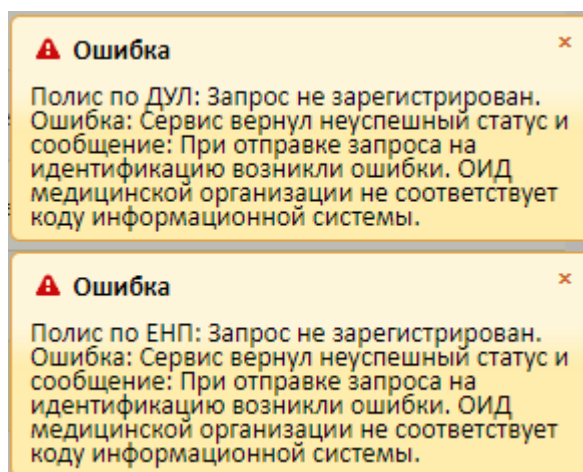 Ошибка
×
Полис по ДУЛ: Запрос не зарегистрирован.
Ошибка: Сервис вернул неуспешный статус и
сообщение: При отправке запроса на
идентификацию возникли ошибки. ОИД
медицинской организации не соответствует
коду информационной системы.
Ошибка
×
Полис по ЕНП: Запрос не зарегистрирован.
Ошибка: Сервис вернул неуспешный статус и
сообщение: При отправке запроса на
идентификацию возникли ошибки. ОИД
медицинской организации не соответствует
коду информационной системы.